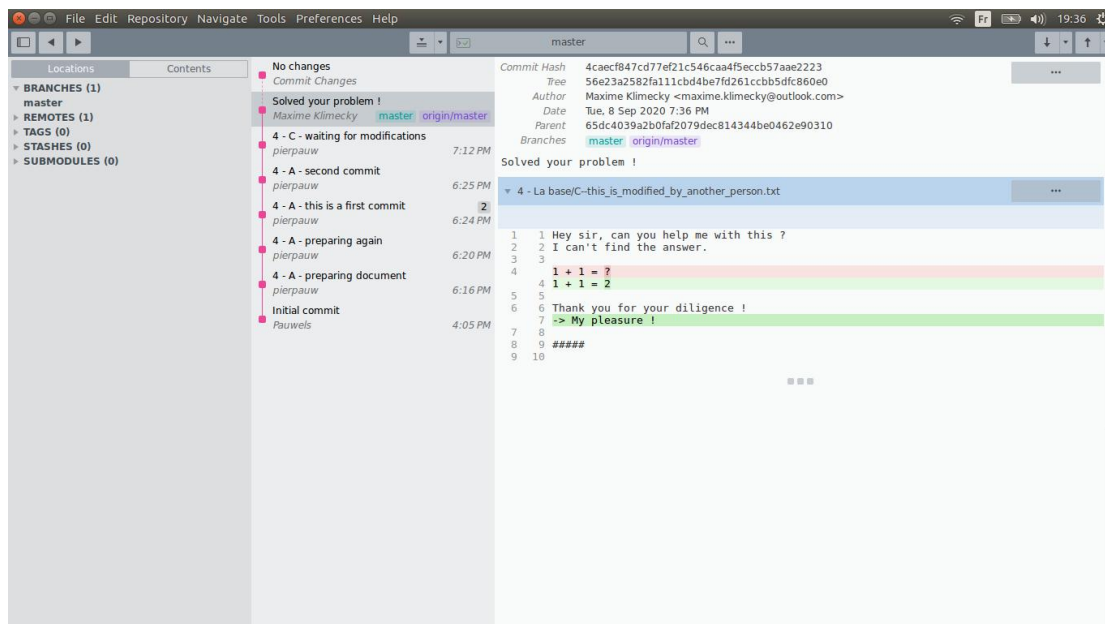 File Edit Repository Navigate Tools Preferences Help
Fr 19:36
master
Locations Contents
BRANCHES (1)
master
REMOTES (1)
TAGS (0)
STASHES (0)
SUBMODULES (0)
No changes
Commit Changes
Solved your problem !
Maxime Klimecky master origin/master
4 - C - waiting for modifications
pierpauw 7:12 PM
4 - A - second commit
pierpauw 6:25 PM
4 - A - this is a first commit 2
pierpauw 6:24 PM
4 - A - preparing again
pierpauw 6:20 PM
4 - A - preparing document
pierpauw 6:16 PM
Initial commit
Pauwels 4:05 PM
Commit Hash 4caecf847cd77ef21c546caa4f5eccb57aae2223
Tree 56e23a2582fa111cbd4be7fd261ccbb5dfc860e0
Author Maxime Klimecky <maxime.klimecky@outlook.com>
Date Tue, 8 Sep 2020 7:36 PM
Parent 65dc4039a2b0faf2079dec814344be0462e90310
Branches master origin/master
Solved your problem !
4 - La base/C--this_is_modified_by_another_person.txt
1 1 Hey sir, can you help me with this ?
2 2 I can't find the answer.
3 3
4 1 + 1 = ?
4 1 + 1 = 2
5 5
6 6 Thank you for your diligence !
7 -> My pleasure !
7 8
8 9 #####
9 10